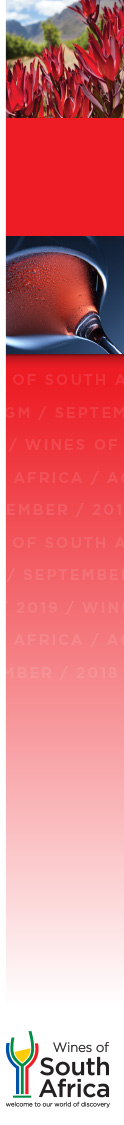 OF SOUTH A
GM / SEPTEM
/ WINES OF
AFRICA / A
EMBER / 201
OF SOUTH A
/ SEPTEMBE
2019 / WIN
AFRICA / A
MBER / 2018
Wines of
South
Africa
welcome to our world of discovery